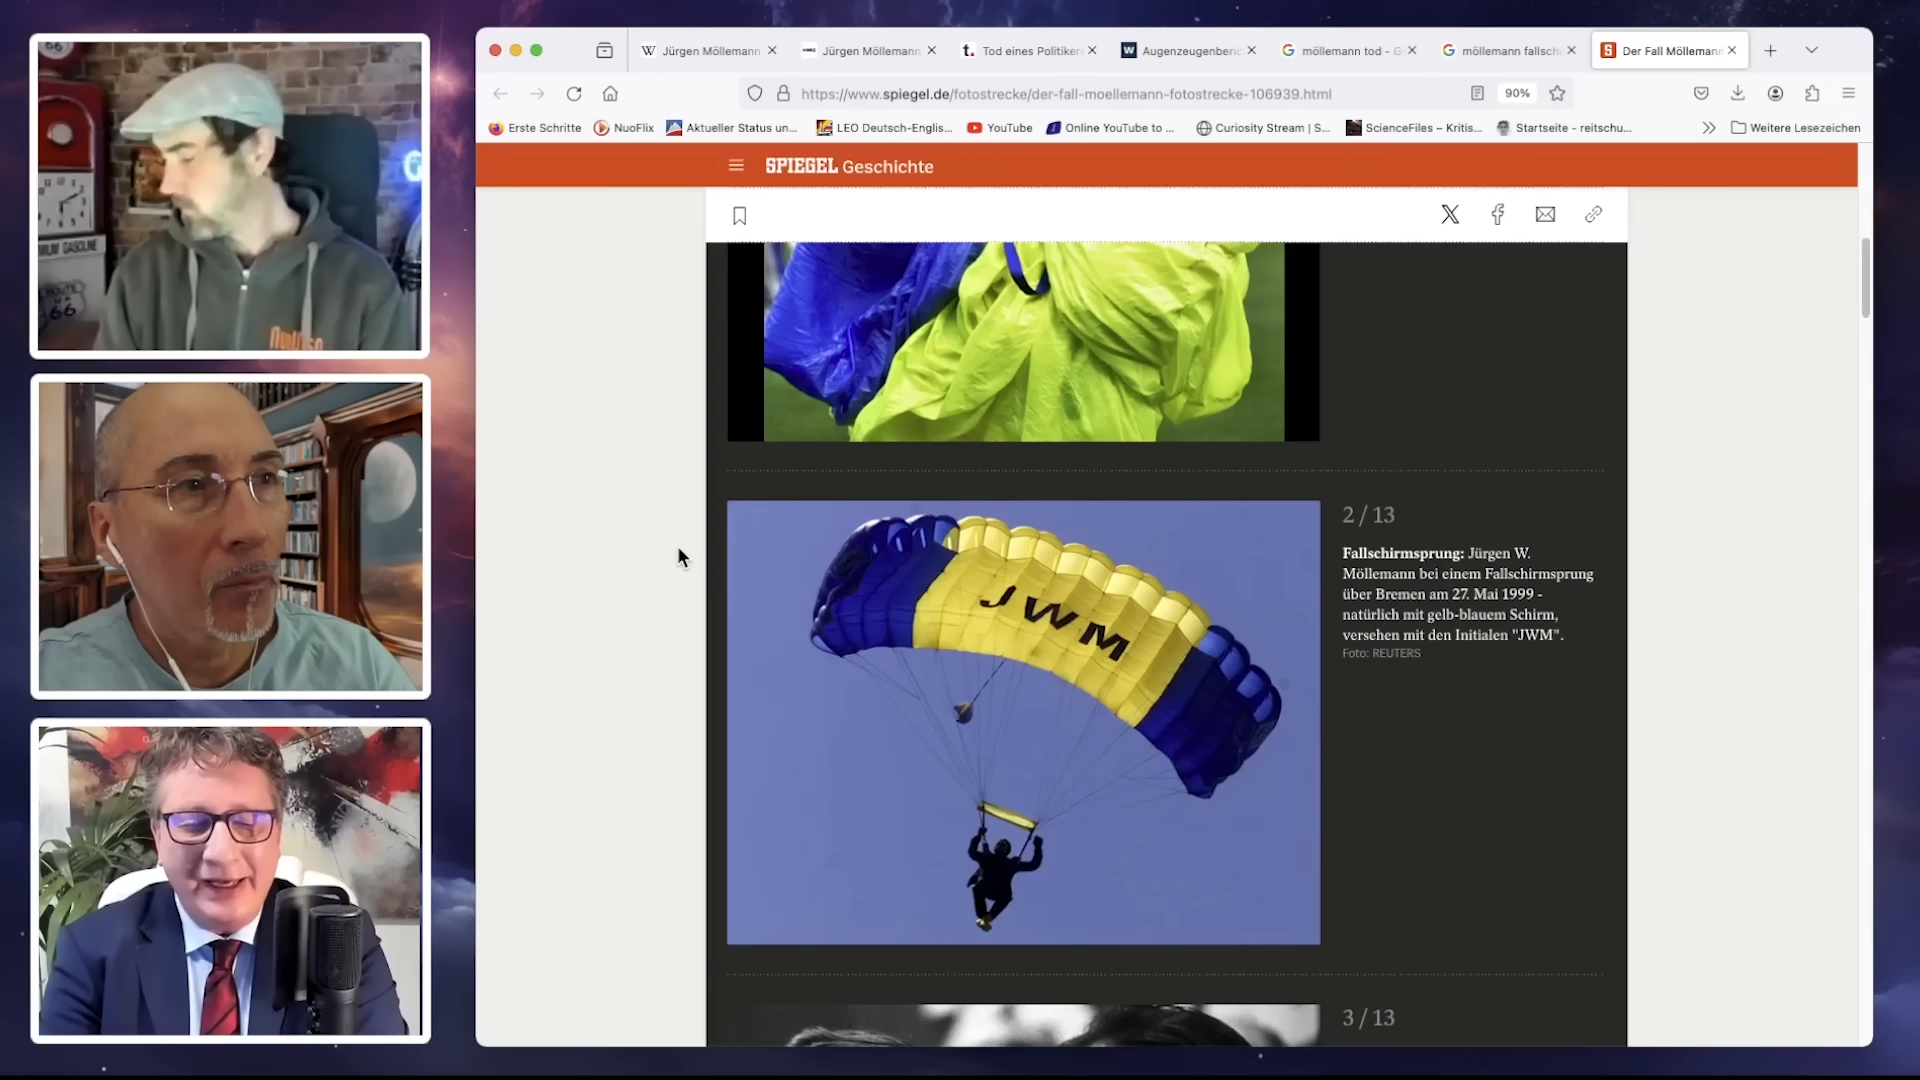 Jürgen Möllemann
Jürgen Möllemann
t. Tod eines Politikers
W Augenzeugenberic
möllemann tod - G
möllemann fallsch
Der Fall Möllemann
https://www.spiegel.de/fotostrecke/der-fall-moellemann-fotostrecke-106939.html
90%
Erste Schritte
NuoFlix
Aktueller Status un...
LEO Deutsch-Englis...
YouTube
Online YouTube to ...
Curiosity Stream | S...
ScienceFiles – Kritis...
Startseite - reitschu...
Weitere Lesezeichen
SPIEGEL Geschichte
2 / 13
Fallschirmsprung: Jürgen W.
Möllemann bei einem Fallschirmsprung
über Bremen am 27. Mai 1999 -
natürlich mit gelb-blauem Schirm,
versehen mit den Initialen "JWM".
Foto: REUTERS
JWM
3 / 13
66
GASOLINE
66